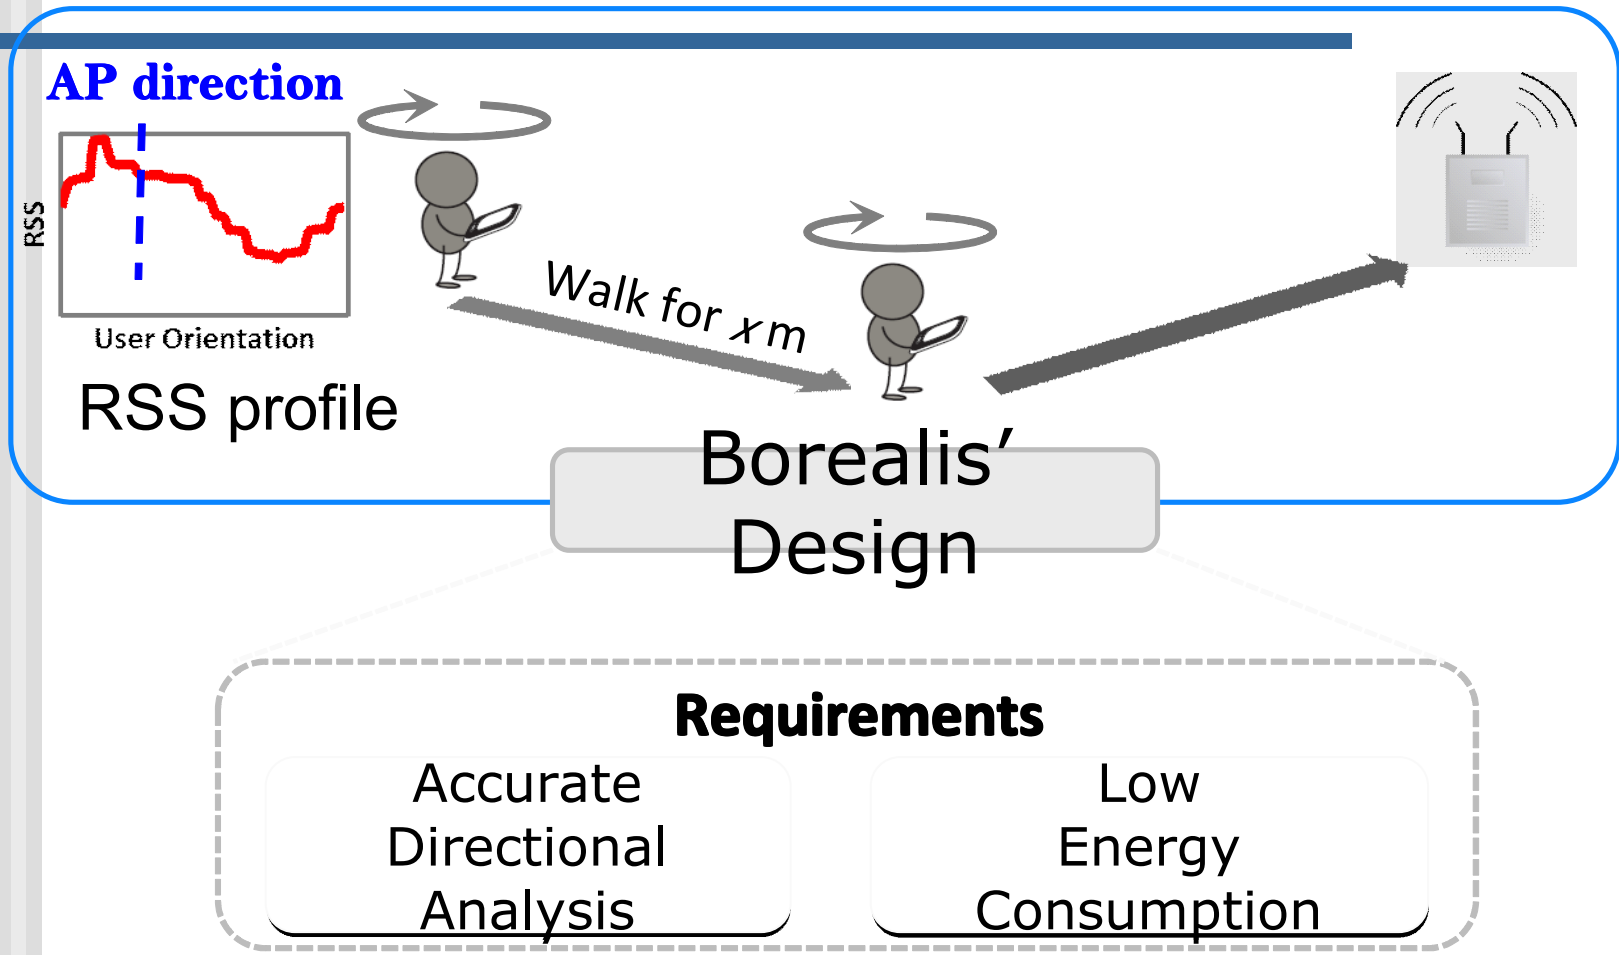 AP direction
RSS
User Orientation
RSS profile
Walk for x m
Borealis’
Design
Requirements
Accurate
Directional
Analysis
Low
Energy
Consumption